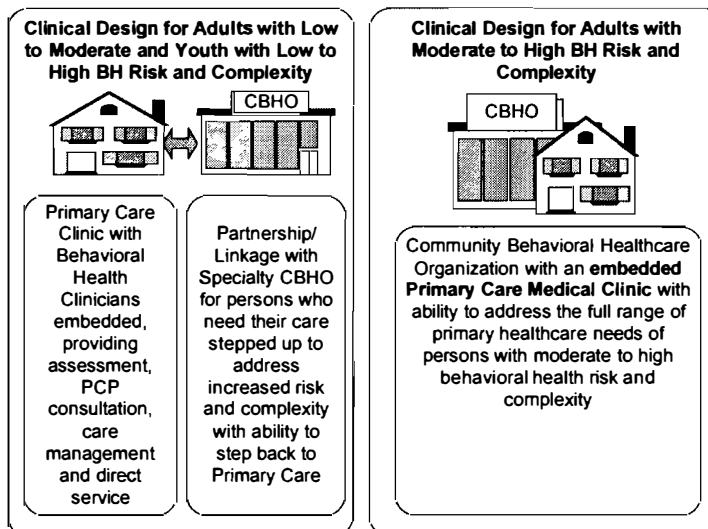 Clinical Design for Adults with Low
to Moderate and Youth with Low to
High BH Risk and Complexity
CBHO
Primary Care
Clinic with
Behavioral
Health
Clinicians
embedded,
providing
assessment,
PCP
consultation,
care
management
and direct
service
Partnership/
Linkage with
Specialty CBHO
for persons who
need their care
stepped up to
address
increased risk
and complexity
with ability to
step back to
Primary Care
Clinical Design for Adults with
Moderate to High BH Risk and
Complexity
CBHO
Community Behavioral Healthcare
Organization with an embedded
Primary Care Medical Clinic with
ability to address the full range of
primary healthcare needs of
persons with moderate to high
behavioral health risk and
complexity